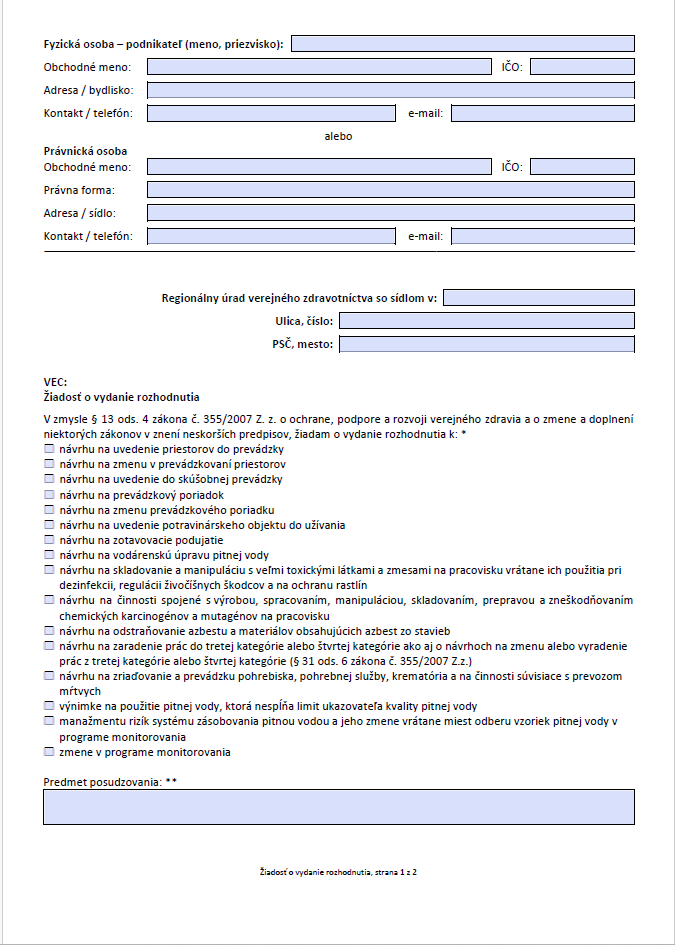 Fyzická osoba – podnikateľ (meno, priezvisko):
Obchodné meno: IČO:
Adresa / bydlisko:
Kontakt / telefón: e-mail:
alebo
Právnická osoba
Obchodné meno: IČO:
Právna forma:
Adresa / sídlo:
Kontakt / telefón: e-mail:
Regionálny úrad verejného zdravotníctva so sídlom v:
Ulica, číslo:
PSČ, mesto:
VEC:
Žiadosť o vydanie rozhodnutia
V zmysle § 13 ods. 4 zákona č. 355/2007 Z. z. o ochrane, podpore a rozvoji verejného zdravia a o zmene a doplnení
niektorých zákonov v znení neskorších predpisov, žiadam o vydanie rozhodnutia k: *
návrhu na uvedenie priestorov do prevádzky
návrhu na zmenu v prevádzkovaní priestorov
návrhu na uvedenie do skúšobnej prevádzky
návrhu na prevádzkový poriadok
návrhu na zmenu prevádzkového poriadku
návrhu na uvedenie potravinárskeho objektu do užívania
návrhu na zotavovacie podujatie
návrhu na vodárenskú úpravu pitnej vody
návrhu na skladovanie a manipuláciu s veľmi toxickými látkami a zmesami na pracovisku vrátane ich použitia pri
dezinfekcii, regulácii živočíšnych škodcov a na ochranu rastlín
návrhu na činnosti spojené s výrobou, spracovaním, manipuláciou, skladovaním, prepravou a zneškodňovaním
chemických karcinogénov a mutagénov na pracovisku
návrhu na odstraňovanie azbestu a materiálov obsahujúcich azbest zo stavieb
návrhu na zaradenie prác do tretej kategórie alebo štvrtej kategórie ako aj o návrhoch na zmenu alebo vyradenie
prác z tretej kategórie alebo štvrtej kategórie (§ 31 ods. 6 zákona č. 355/2007 Z.z.)
návrhu na zriaďovanie a prevádzku pohrebiska, pohrebnej služby, krematória a na činnosti súvisiace s prevozom
mŕtvych
výnimke na použitie pitnej vody, ktorá nespĺňa limit ukazovateľa kvality pitnej vody
manažmentu rizík systému zásobovania pitnou vodou a jeho zmene vrátane miest odberu vzoriek pitnej vody v
programe monitorovania
zmene v programe monitorovania
Predmet posudzovania: **
Žiadosť o vydanie rozhodnutia, strana 1 z 2